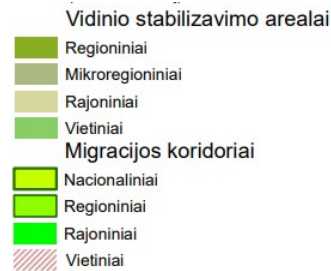 Vidinio stabilizavimo arealai
Regioniniai
Mikroregioniniai
Rajoniniai
Vietiniai
Migracijos koridoriai
Nacionaliniai
Regioniniai
Rajoniniai
Vietiniai